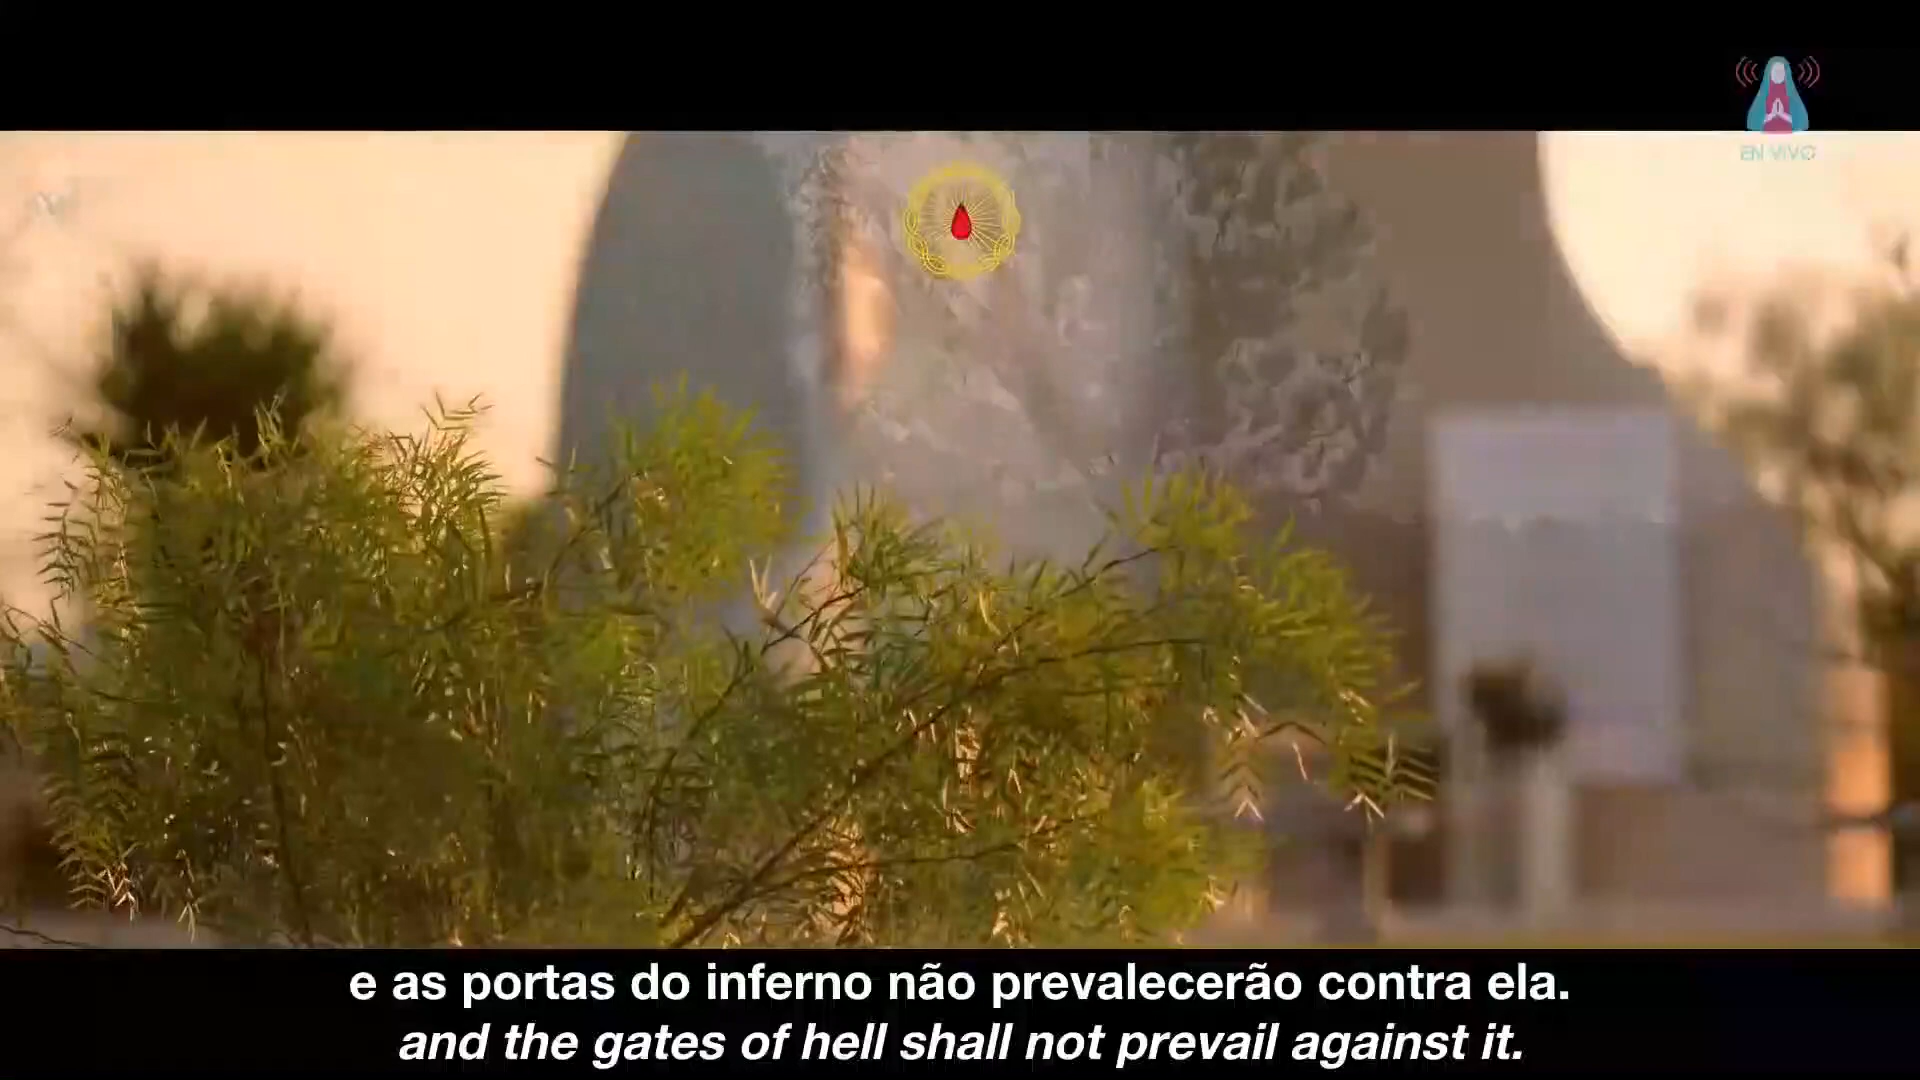 EN VIVO
e as portas do inferno não prevalecerão contra ela.
and the gates of hell shall not prevail against it.